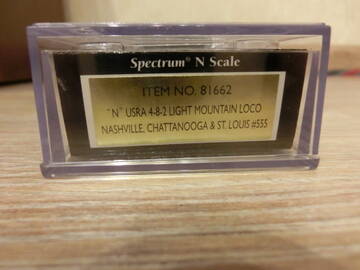 Spectrum® N Scale
ITEM NO. 81662
"N" USRA 4-8-2 LIGHT MOUNTAIN LOCO
NASHVILLE, CHATTANOOGA & ST. LOUIS #555